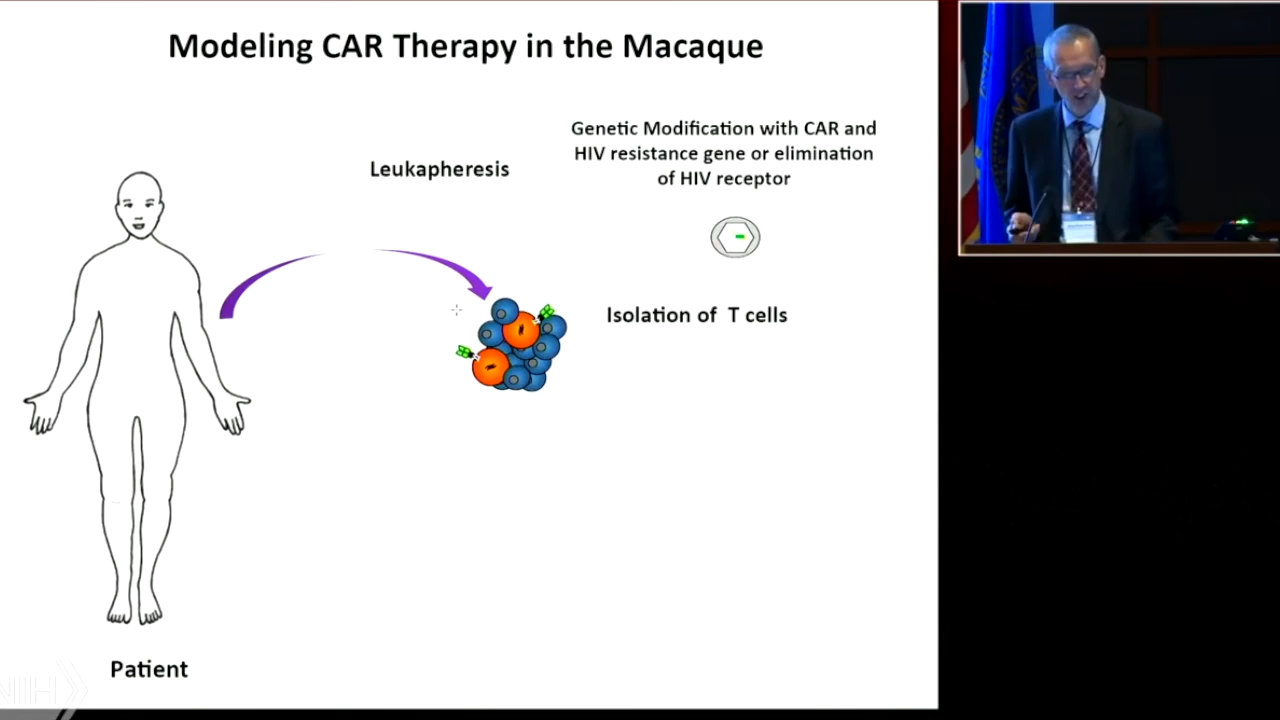 Modeling CAR Therapy in the Macaque
Genetic Modification with CAR and
HIV resistance gene or elimination
of HIV receptor
Leukapheresis
Isolation of  T cells
Patient
NIH